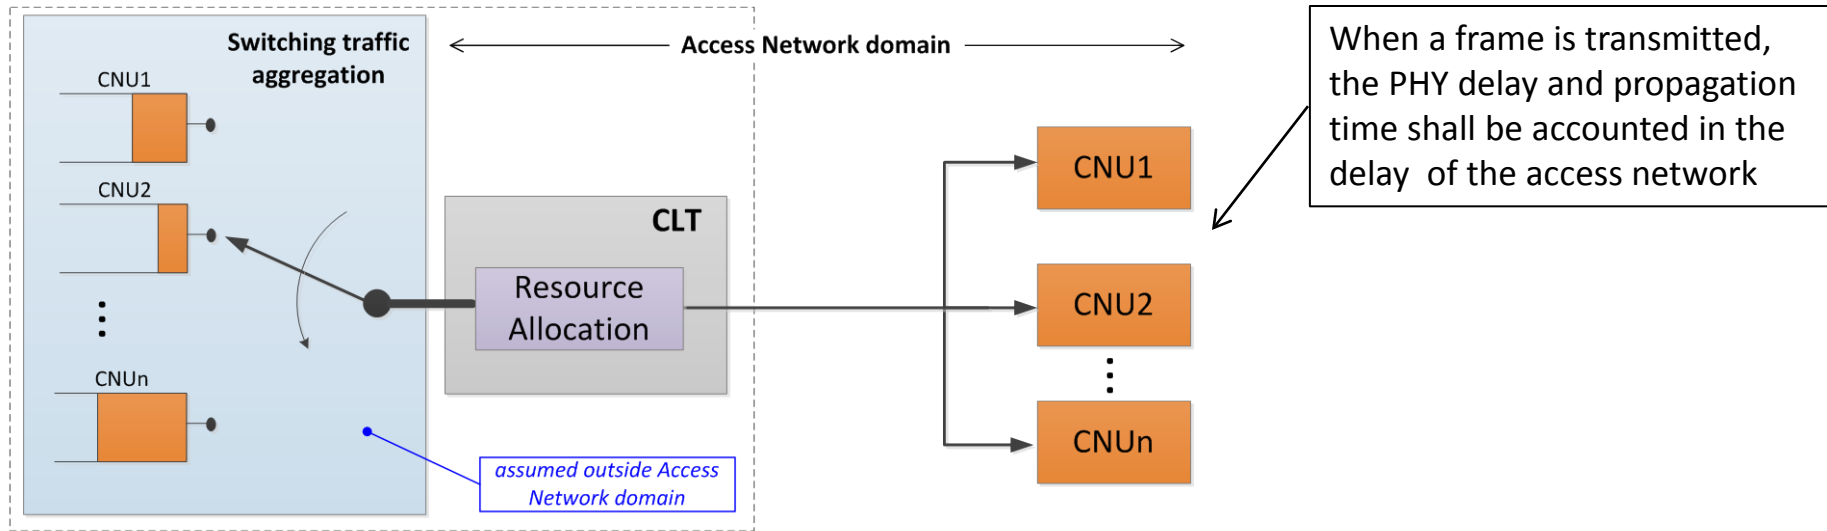 Switching traffic
aggregation
CNU1
CNU2
CNUn
assumed outside Access
Network domain
Access Network domain
CLT
Resource
Allocation
CNU1
CNU2
CNUn
When a frame is transmitted,
the PHY delay and propagation
time shall be accounted in the
delay of the access network